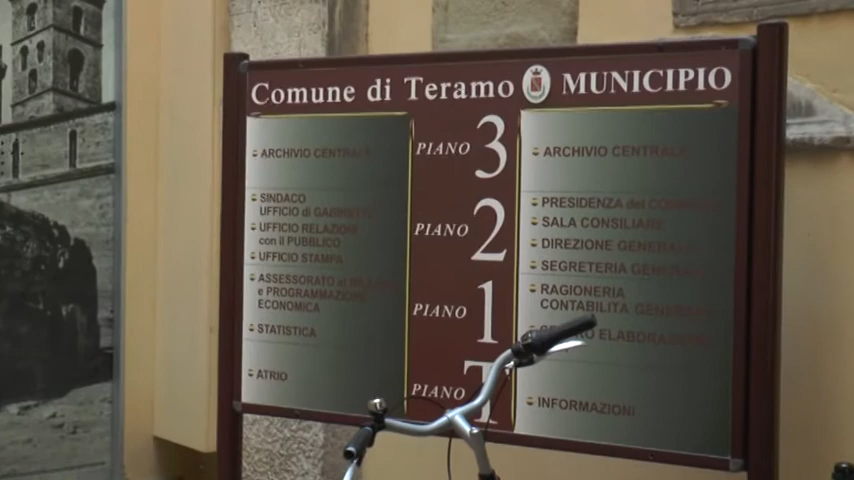 Comune di Teramo MUNICIPIO
ARCHIVIO CENTRALE
PIANO 3
ARCHIVIO CENTRALE
SINDACO
UFFICIO di GABINETTO
UFFICIO RELAZIONI
con il PUBBLICO
UFFICIO STAMPA
PIANO 2
PRESIDENZA del
SALA CONSILIARE
DIREZIONE GENERALE
SEGRETERIA GENERALE
ASSESSORATO al
e PROGRAMMAZIONE
ECONOMICA
STATISTICA
PIANO 1
RAGIONERIA
CONTABILITA GENERALE
ELABORAZIONE
ATRIO
PIANO T
INFORMAZIONI